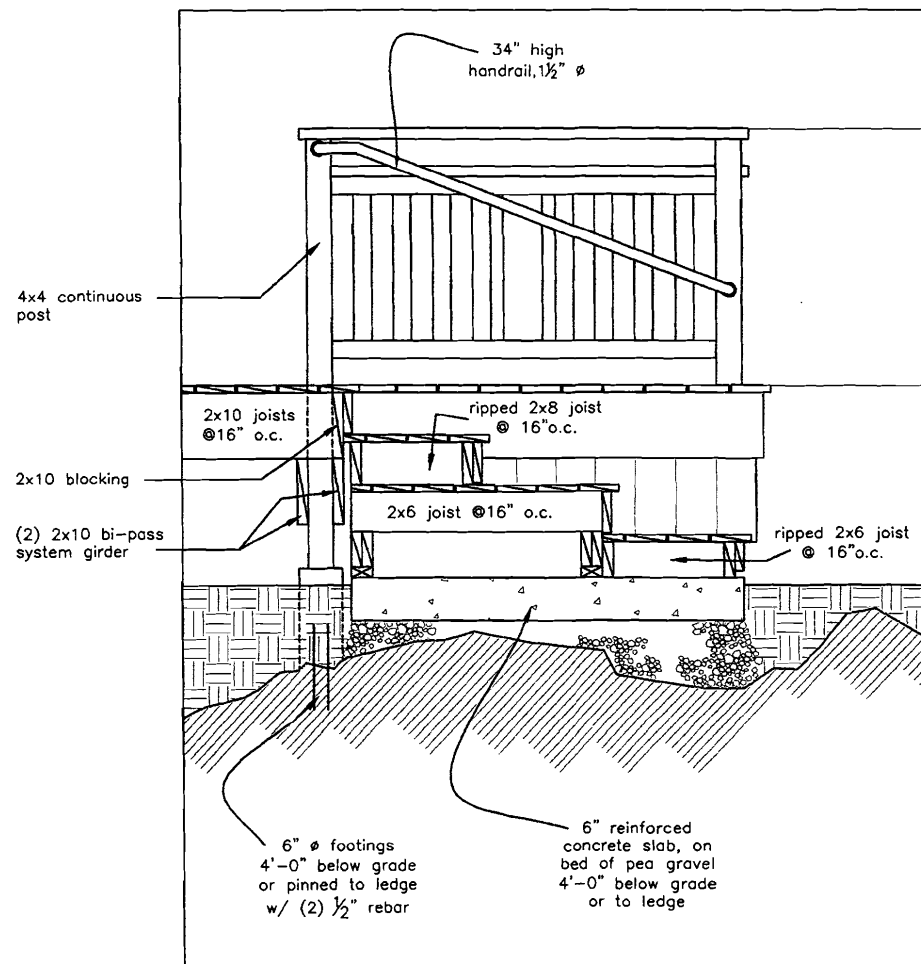 34" high
handrail, 1½" ø
4x4 continuous
post
2x10 joists
@16" o.c.
ripped 2x8 joist
@ 16"o.c.
2x10 blocking
2x6 joist @16" o.c.
(2) 2x10 bi-pass
system girder
ripped 2x6 joist
@ 16"o.c.
6" ø footings
4'-0" below grade
or pinned to ledge
w/ (2) ½" rebar
6" reinforced
concrete slab, on
bed of pea gravel
4'-0" below grade
or to ledge